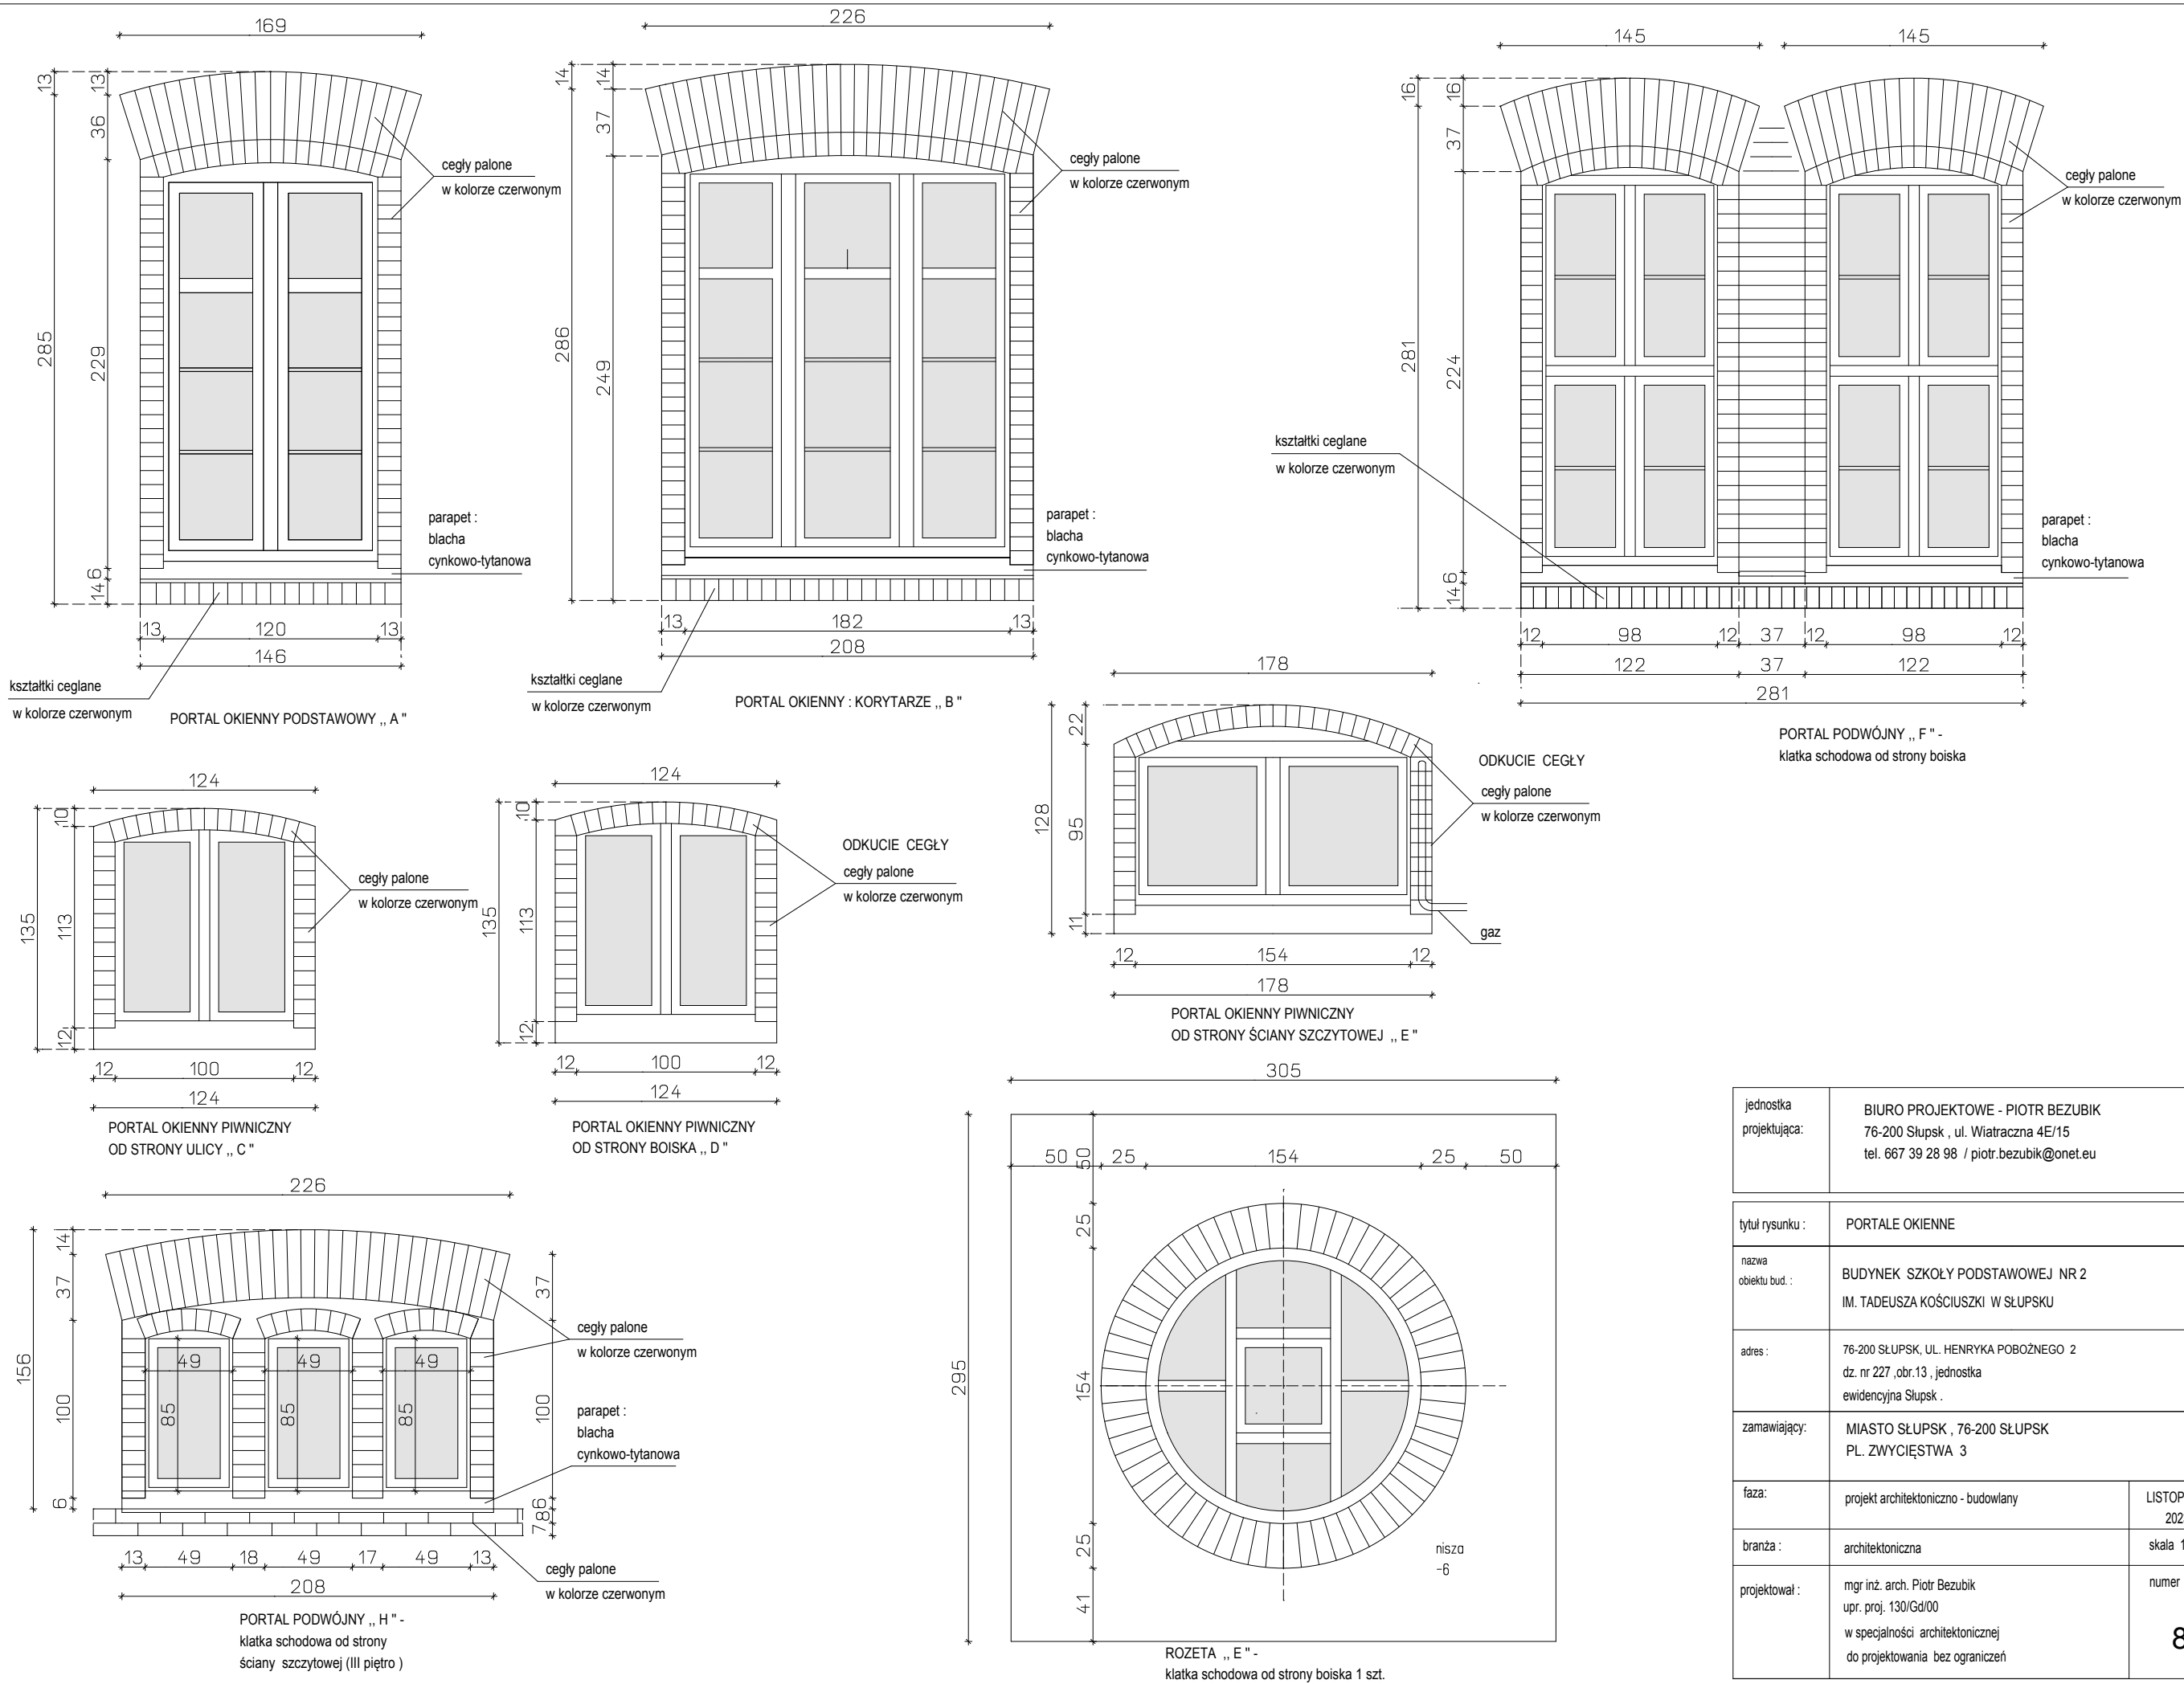 169
13
13
36
285
229
6
14
cegły palone
w kolorze czerwonym
parapet :
blacha
cynkowo-tytanowa
13 120 13
146
kształtki ceglane
w kolorze czerwonym
PORTAL OKIENNY PODSTAWOWY ,, A "
226
14
14
37
286
249
cegły palone
w kolorze czerwonym
parapet :
blacha
cynkowo-tytanowa
13 182 13
208
kształtki ceglane
w kolorze czerwonym
PORTAL OKIENNY : KORYTARZE ,, B "
145 145
16
16
37
281
224
6
14
cegły palone
w kolorze czerwonym
kształtki ceglane
w kolorze czerwonym
parapet :
blacha
cynkowo-tytanowa
12 98 12 37 12 98 12
122 37 122
281
PORTAL PODWÓJNY ,, F " -
klatka schodowa od strony boiska
124
10
135
113
12
cegły palone
w kolorze czerwonym
12 100 12
124
PORTAL OKIENNY PIWNICZNY
OD STRONY ULICY ,, C "
124
10
135
113
12
ODKUCIE CEGŁY
cegły palone
w kolorze czerwonym
12 100 12
124
PORTAL OKIENNY PIWNICZNY
OD STRONY BOISKA ,, D "
178
22
128
95
11
ODKUCIE CEGŁY
cegły palone
w kolorze czerwonym
gaz
12 154 12
178
PORTAL OKIENNY PIWNICZNY
OD STRONY ŚCIANY SZCZYTOWEJ ,, E "
226
14
37
37
156
100
100
6
49 49 49
85 85 85
6
8
7
cegły palone
w kolorze czerwonym
parapet :
blacha
cynkowo-tytanowa
cegły palone
w kolorze czerwonym
13 49 18 49 17 49 13
208
PORTAL PODWÓJNY ,, H " -
klatka schodowa od strony
ściany szczytowej (III piętro )
305
50 25 154 25 50
50
25
295
154
25
41
nisza
-6
ROZETA ,, E " -
klatka schodowa od strony boiska 1 szt.
jednostka
projektująca:
BIURO PROJEKTOWE - PIOTR BEZUBIK
76-200 Słupsk , ul. Wiatraczna 4E/15
tel. 667 39 28 98 / piotr.bezubik@onet.eu
tytuł rysunku : PORTALE OKIENNE
nazwa
obiektu bud. :
BUDYNEK SZKOŁY PODSTAWOWEJ NR 2
IM. TADEUSZA KOŚCIUSZKI W SŁUPSKU
adres :
76-200 SŁUPSK, UL. HENRYKA POBOŻNEGO 2
dz. nr 227 ,obr.13 , jednostka
ewidencyjna Słupsk .
zamawiający:
MIASTO SŁUPSK , 76-200 SŁUPSK
PL. ZWYCIĘSTWA 3
faza: projekt architektoniczno - budowlany
LISTOP
202
branża : architektoniczna
skala 1
projektował :
mgr inż. arch. Piotr Bezubik
upr. proj. 130/Gd/00
w specjalności architektonicznej
do projektowania bez ograniczeń
numer
8